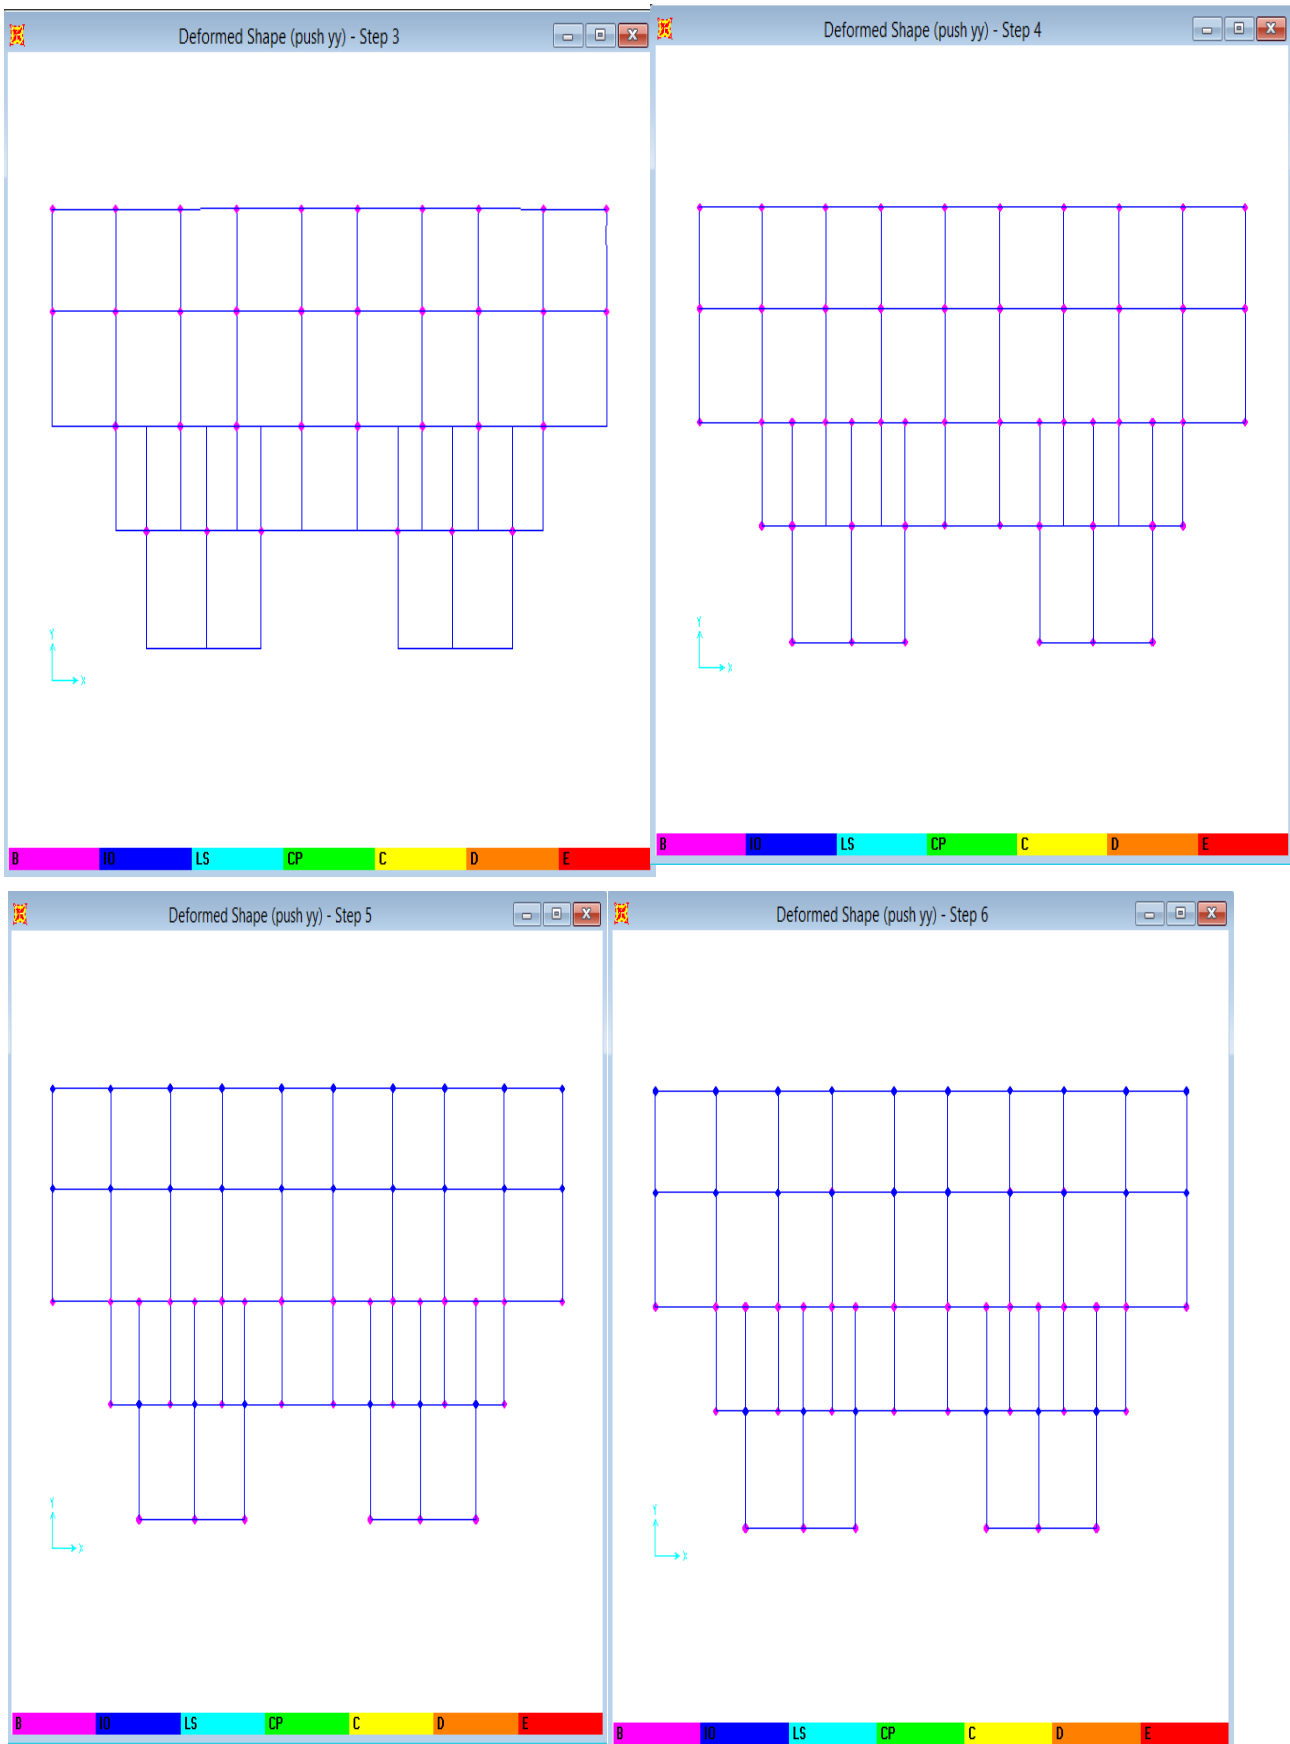 Deformed Shape (push yy) - Step 3
Y
X
B IO LS CP C D E
Deformed Shape (push yy) - Step 4
Y
X
B IO LS CP C D E
Deformed Shape (push yy) - Step 5
Y
X
B IO LS CP C D E
Deformed Shape (push yy) - Step 6
Y
X
B IO LS CP C D E